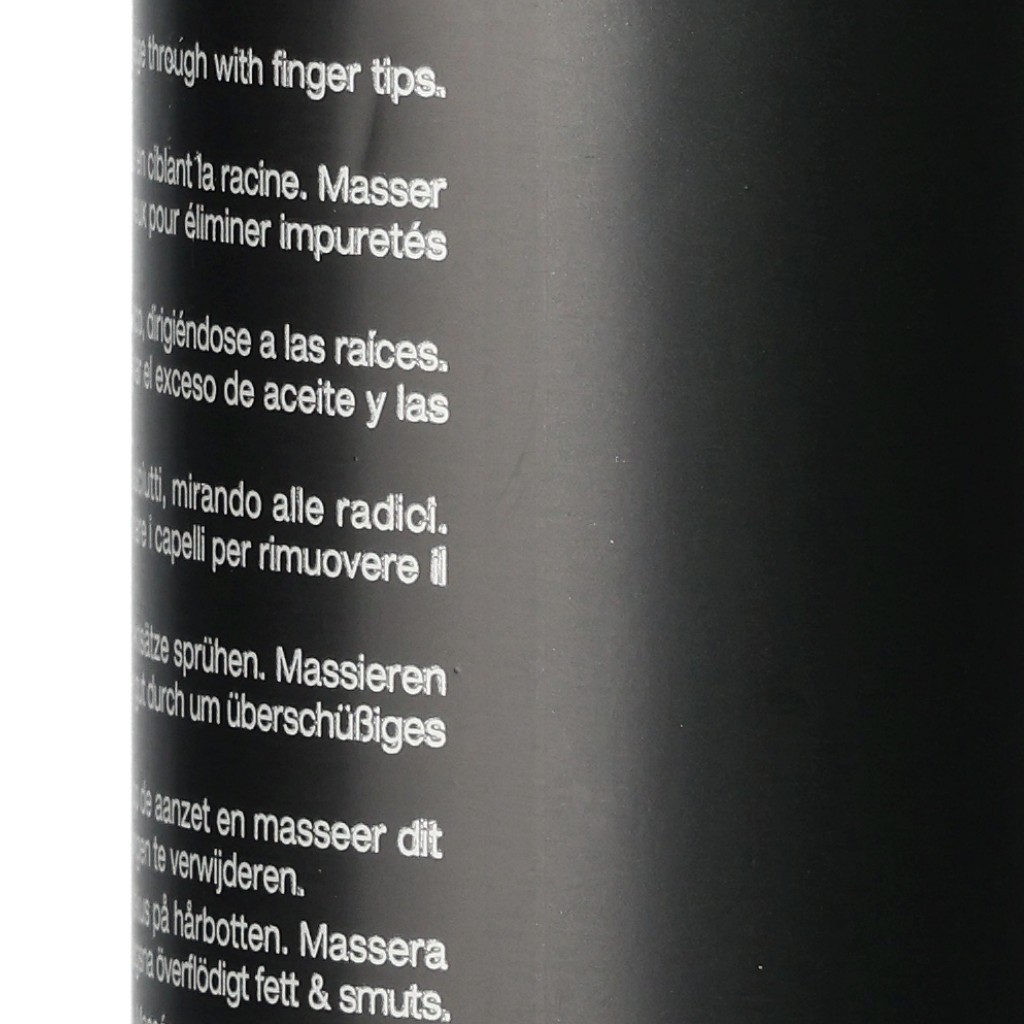 through with finger tips.
ciblant la racine. Masser
pour éliminer impuretés
dirigiéndose a las raíces.
el exceso de aceite y las
mirando alle radici.
i capelli per rimuovere il
sprühen. Massieren
durch um überschüßiges
de aanzet en masseer dit
te verwijderen.
på hårbotten. Massera
överflödigt fett & smuts.